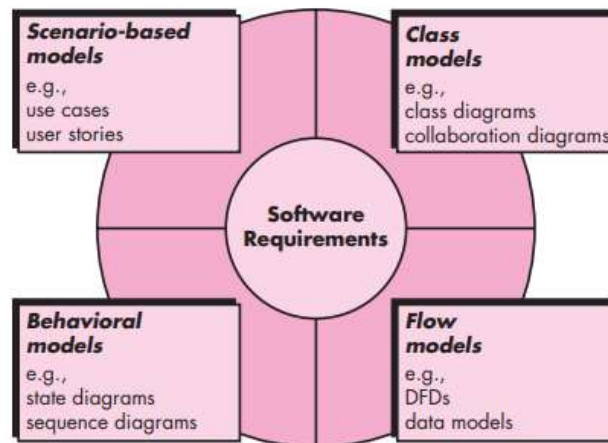 Scenario-based
models
e.g.,
use cases
user stories
Class
models
e.g.,
class diagrams
collaboration diagrams
Software
Requirements
Behavioral
models
e.g.,
state diagrams
sequence diagrams
Flow
models
e.g.,
DFDs
data models